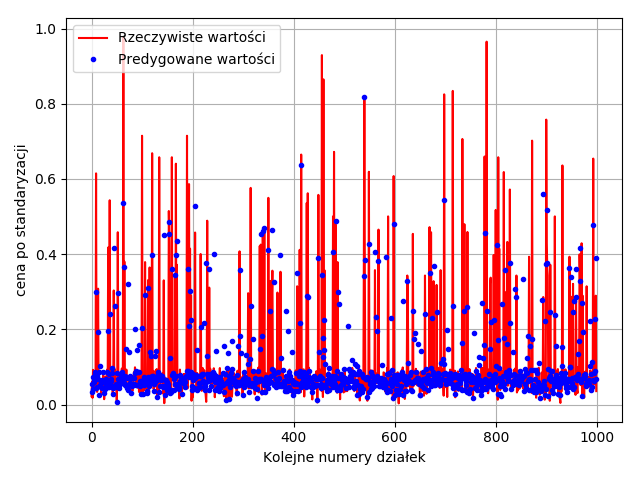 Rzeczywiste wartości
Predygowane wartości
cena po standaryzacji
1.0
0.8
0.6
0.4
0.2
0.0
0 200 400 600 800 1000
Kolejne numery działek